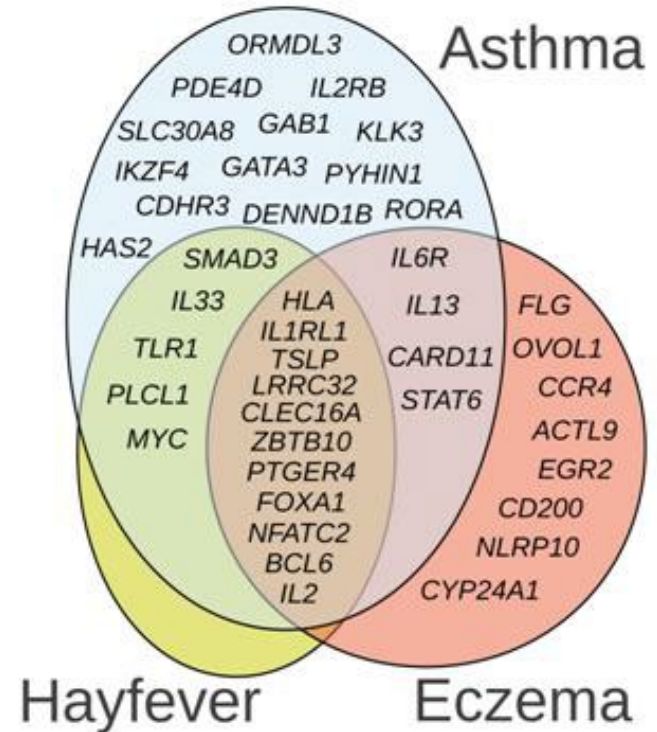 ORMDL3
Asthma
PDE4D IL2RB
SLC30A8 GAB1 KLK3
IKZF4 GATA3 PYHIN1
CDHR3 DENND1B RORA
HAS2 SMAD3 IL6R
IL33 HLA IL13 FLG
IL1RL1
TLR1 TSLP CARD11 OVOL1
PLCL1 LRRC32 STAT6 CCR4
CLEC16A
MYC ZBTB10 ACTL9
PTGER4 EGR2
FOXA1 CD200
NFATC2 NLRP10
BCL6
IL2 CYP24A1
Hayfever Eczema